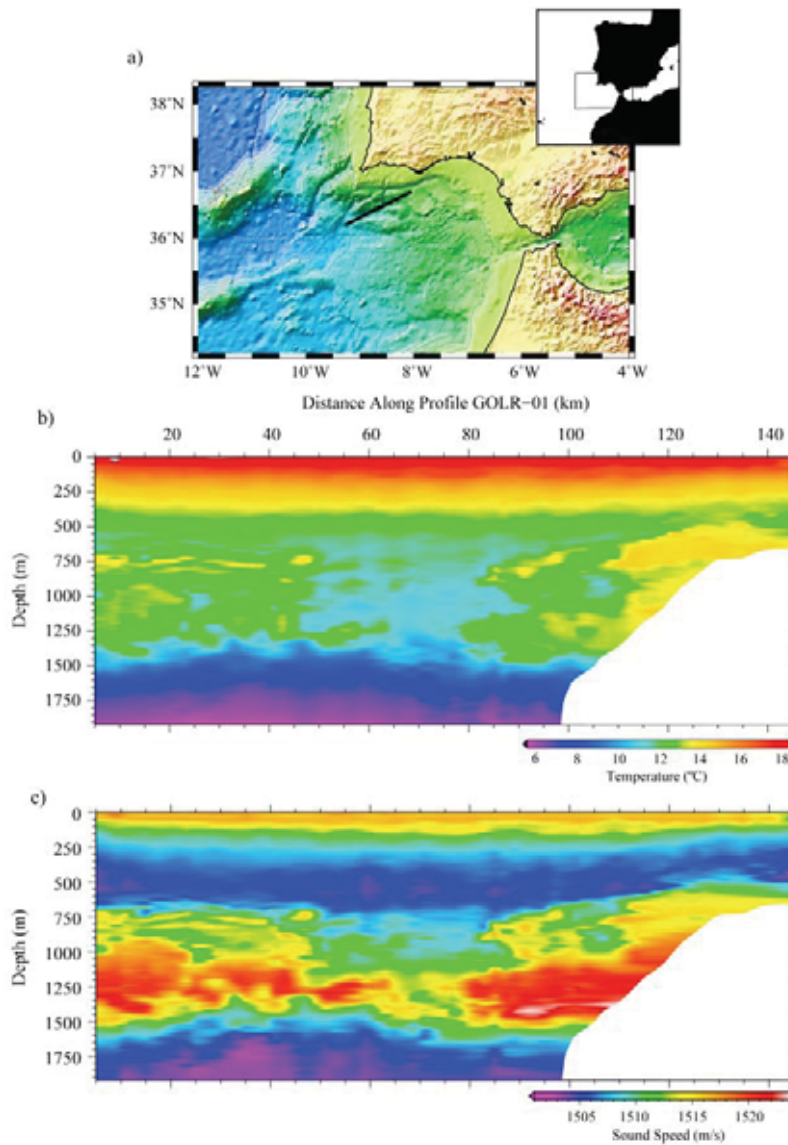 a)
38°N
37°N
36°N
35°N
12°W 10°W 8°W 6°W 4°W
Distance Along Profile GOLR−01 (km)
b)
20 40 60 80 100 120 140
0
250
500
750
1000
1250
1500
1750
Depth (m)
6 8 10 12 14 16 18
Temperature (°C)
c)
0
250
500
750
1000
1250
1500
1750
Depth (m)
1505 1510 1515 1520
Sound Speed (m/s)